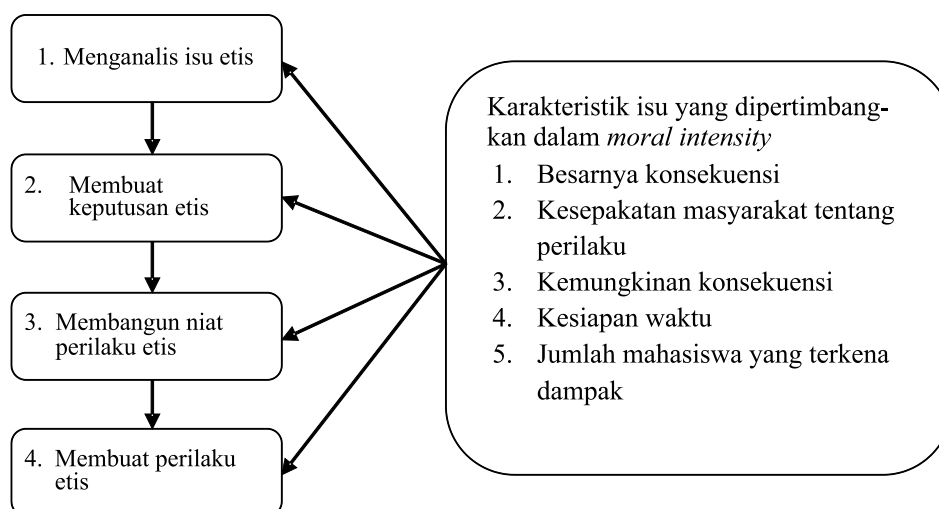 1. Menganalis isu etis
2. Membuat
keputusan etis
3. Membangun niat
perilaku etis
4. Membuat perilaku
etis
Karakteristik isu yang dipertimbang-
kan dalam moral intensity
1. Besarnya konsekuensi
2. Kesepakatan masyarakat tentang
perilaku
3. Kemungkinan konsekuensi
4. Kesiapan waktu
5. Jumlah mahasiswa yang terkena
dampak